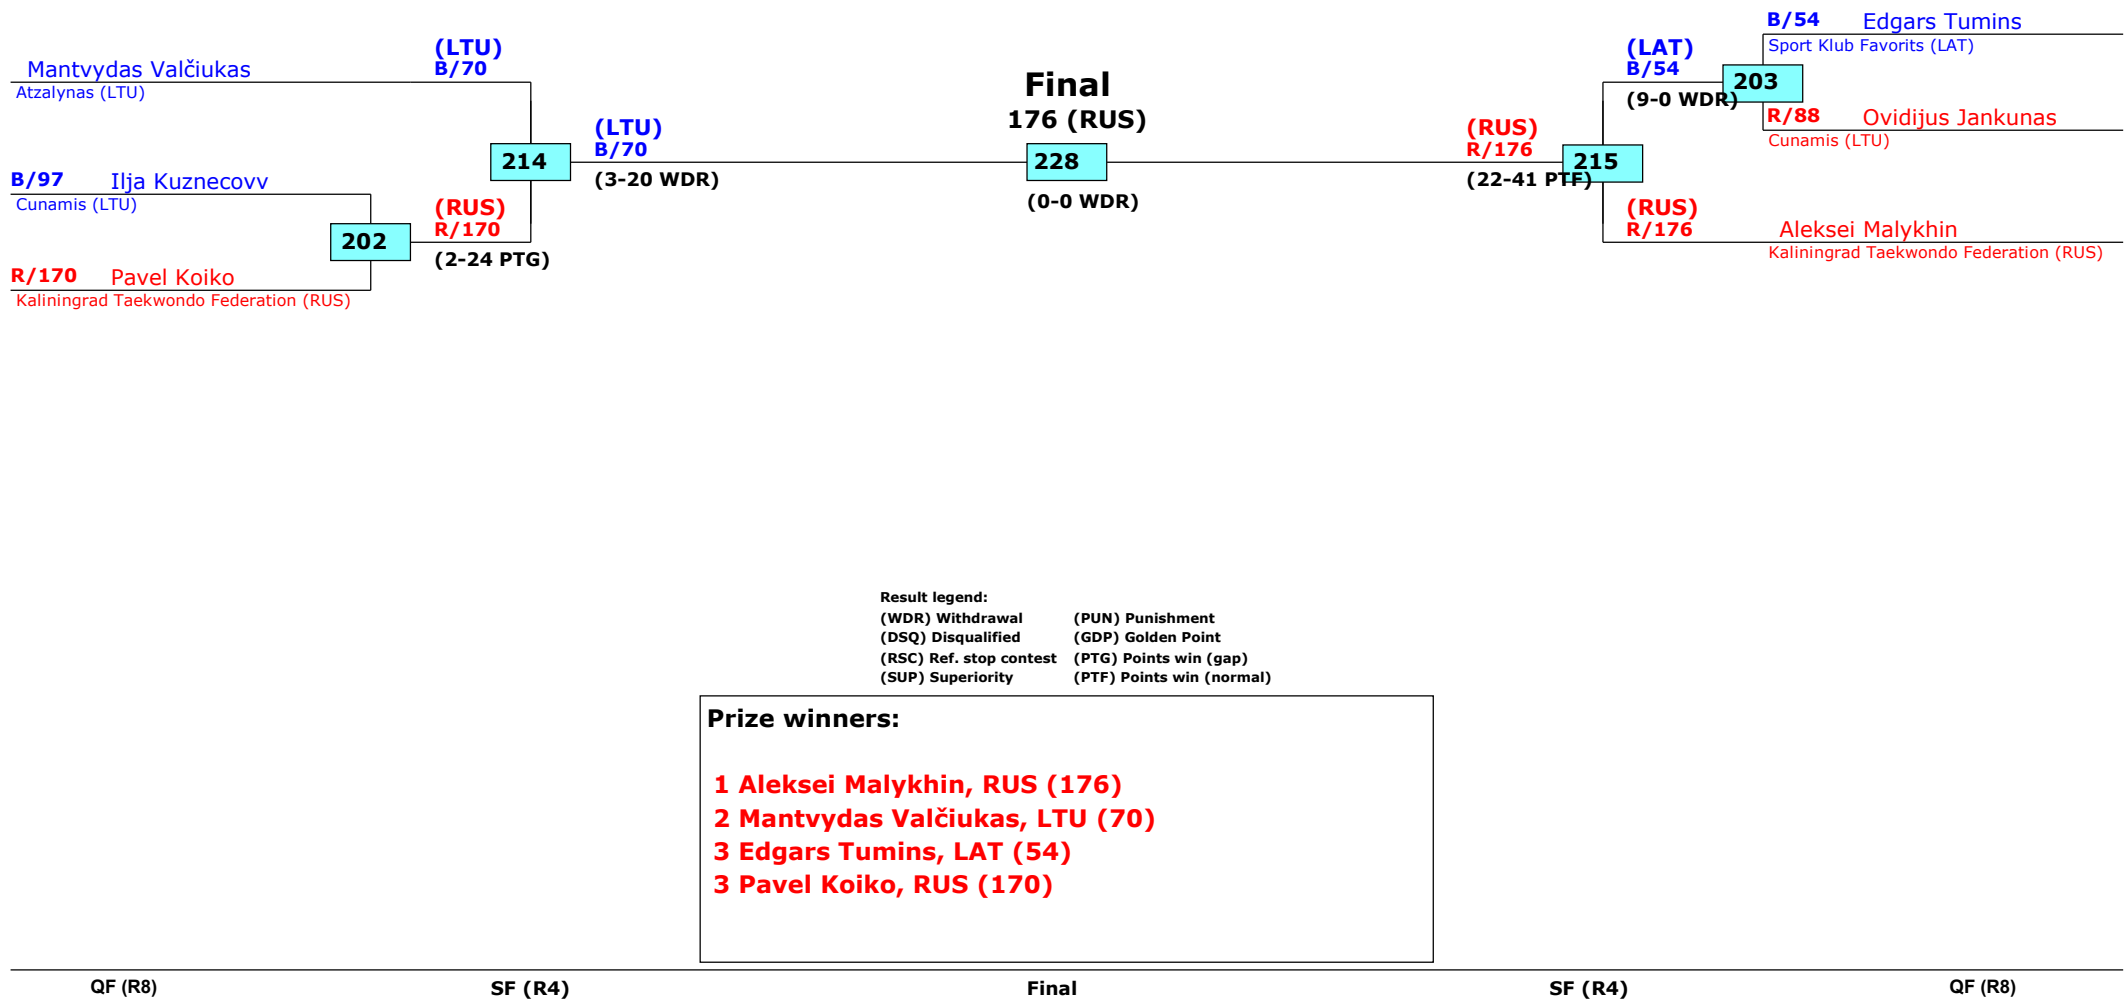 B/54 Edgars Tumins
Sport Klub Favorits (LAT)
(LTU)
B/70
Mantvydas Valčiukas
Atzalynas (LTU)
Final
176 (RUS)
(LAT)
B/54
203
(9-0 WDR)
R/88 Ovidijus Jankunas
Cunamis (LTU)
(LTU)
B/70
214
(3-20 WDR)
228
(0-0 WDR)
(RUS)
R/176
215
(22-41 PTF)
B/97 Ilja Kuznecovv
Cunamis (LTU)
202
(RUS)
R/170
(2-24 PTG)
R/170 Pavel Koiko
Kaliningrad Taekwondo Federation (RUS)
(RUS)
R/176
Aleksei Malykhin
Kaliningrad Taekwondo Federation (RUS)
Result legend:
(WDR) Withdrawal (PUN) Punishment
(DSQ) Disqualified (GDP) Golden Point
(RSC) Ref. stop contest (PTG) Points win (gap)
(SUP) Superiority (PTF) Points win (normal)
Prize winners:
1 Aleksei Malykhin, RUS (176)
2 Mantvydas Valčiukas, LTU (70)
3 Edgars Tumins, LAT (54)
3 Pavel Koiko, RUS (170)
QF (R8) SF (R4) Final SF (R4) QF (R8)